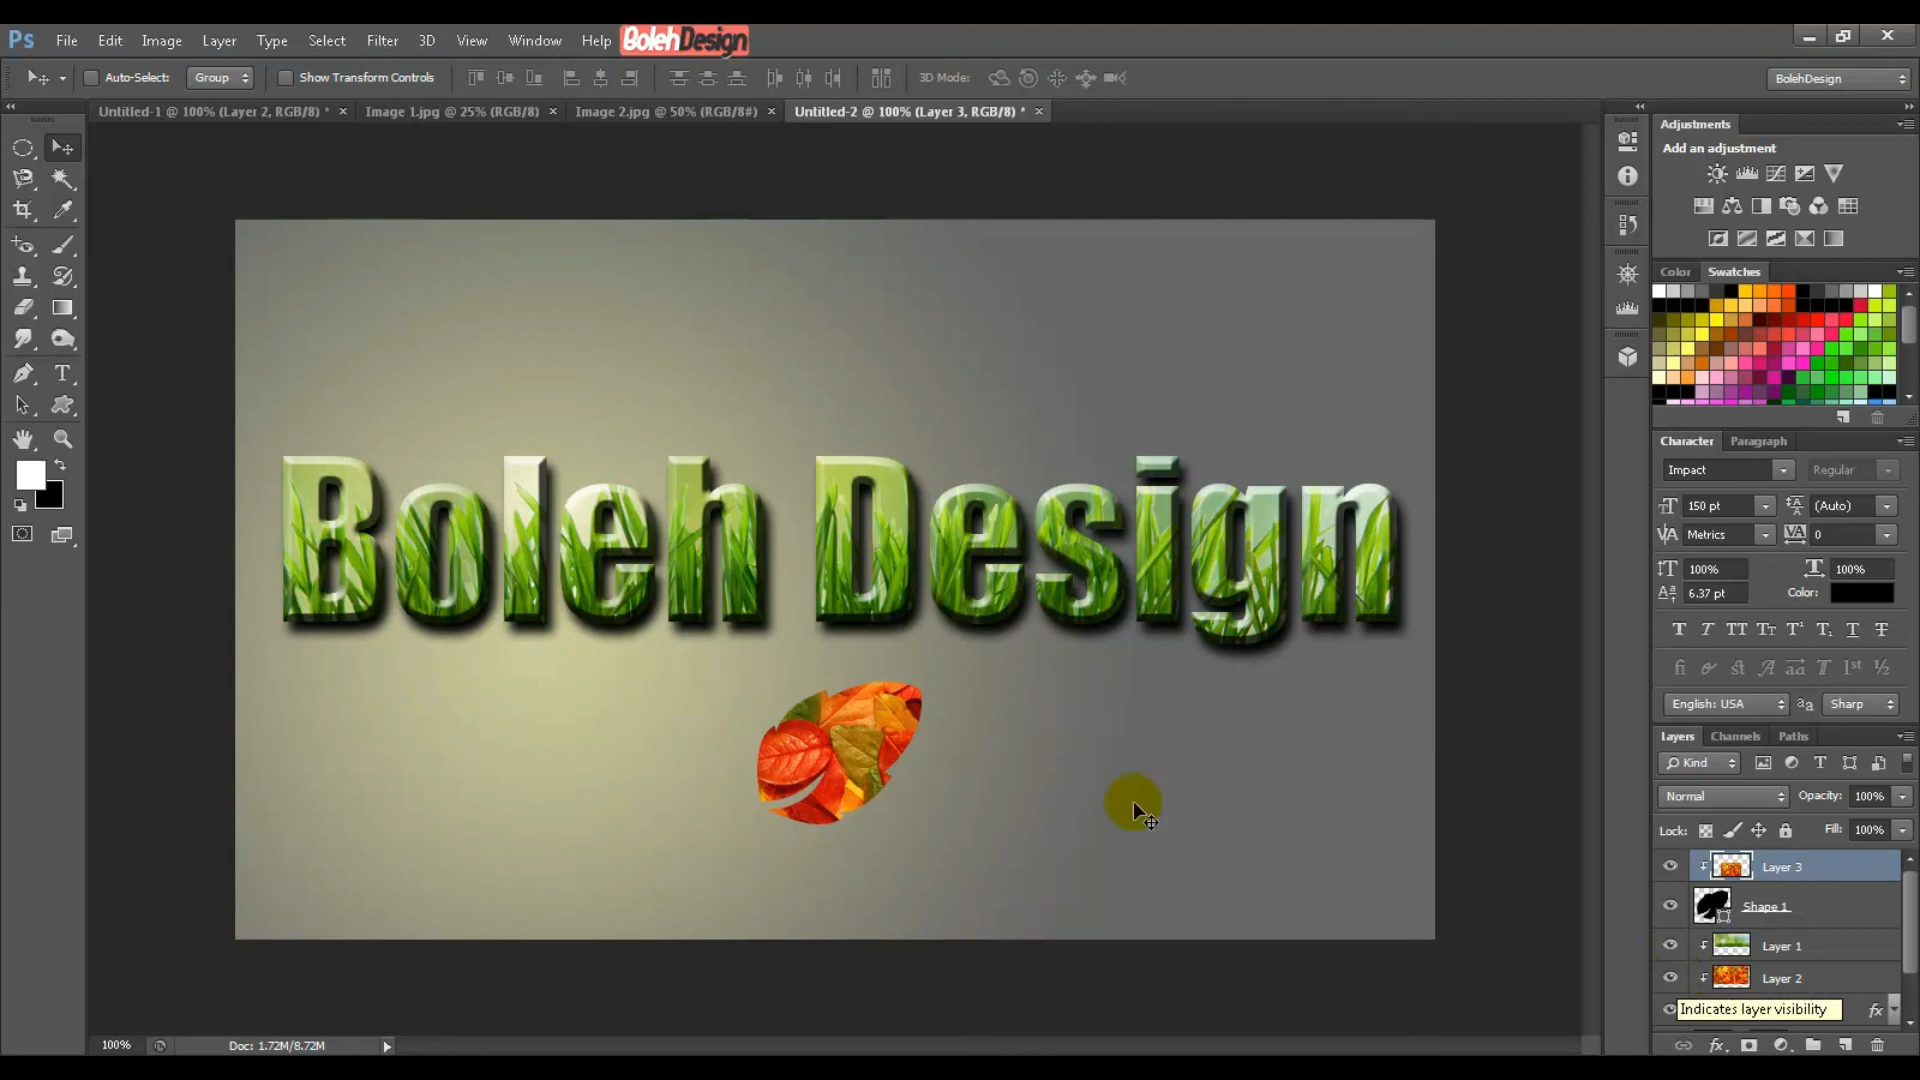 Ps File Edit Image Layer Type Select Filter 3D View Window Help BolehDesign
Auto-Select: Group Show Transform Controls 3D Mode: BolehDesign
Untitled-1 @ 100% (Layer 2, RGB/8) * Image 1.jpg @ 25% (RGB/8) Image 2.jpg @ 50% (RGB/8#) Untitled-2 @ 100% (Layer 3, RGB/8) *
Adjustments
Add an adjustment
Color Swatches
Character Paragraph
Impact Regular
150 pt (Auto)
Metrics 0
100% 100%
6.37 pt Color:
English: USA Sharp
Boleh Design
Layers Channels Paths
Kind
Normal Opacity: 100%
Lock: Fill: 100%
Layer 3
Shape 1
Layer 1
Layer 2
Indicates layer visibility fx
100% Doc: 1.72M/8.72M